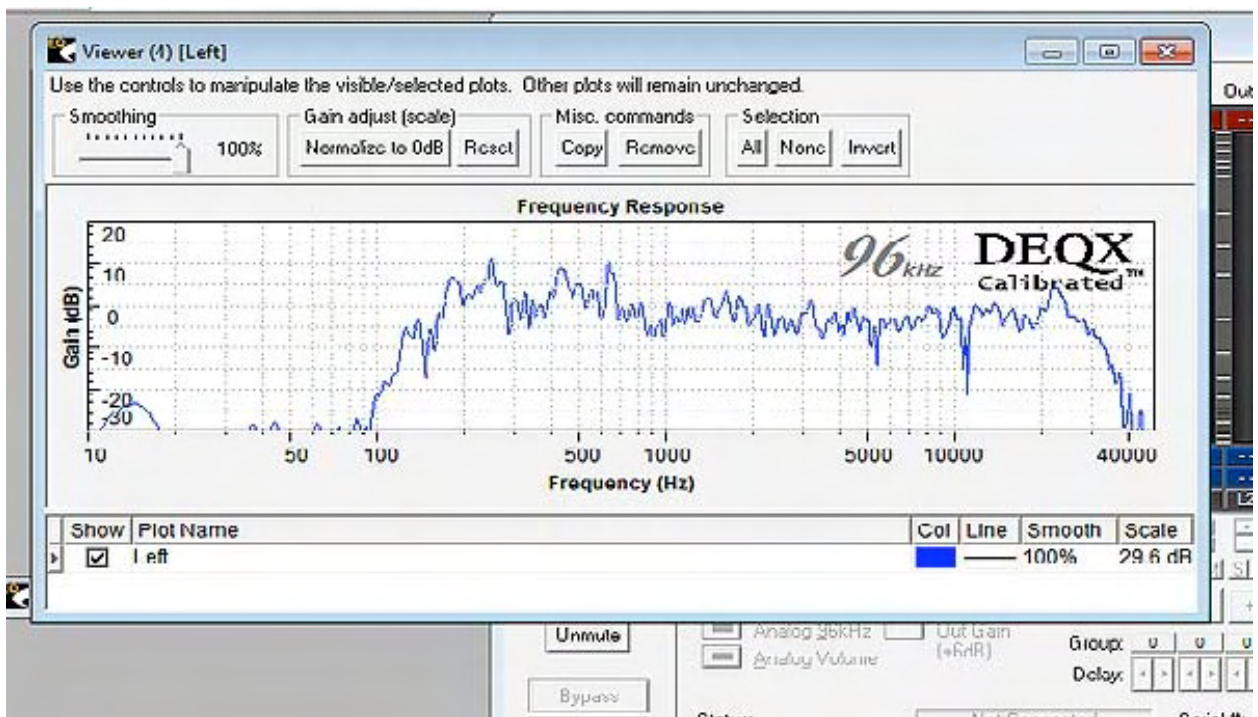 Viewer (4) [Left]
Use the controls to manipulate the visible/selected plots. Other plots will remain unchanged.
Smoothing
100%
Gain adjust (scale)
Normalize to 0dB Reset
Misc. commands
Copy Remove
Selection
All None Invert
Frequency Response
96kHz DEQX
Calibrated™
Gain (dB)
20
10
0
-10
-20
-30
10 50 100 500 1000 5000 10000 40000
Frequency (Hz)
Show Plot Name Col Line Smooth Scale
Left 100% 29.6 dB
Unmute
Analog 96kHz
Analog Volume
Out Gain
(+6dB)
Group: 0 0 0
Delay:
Bypass